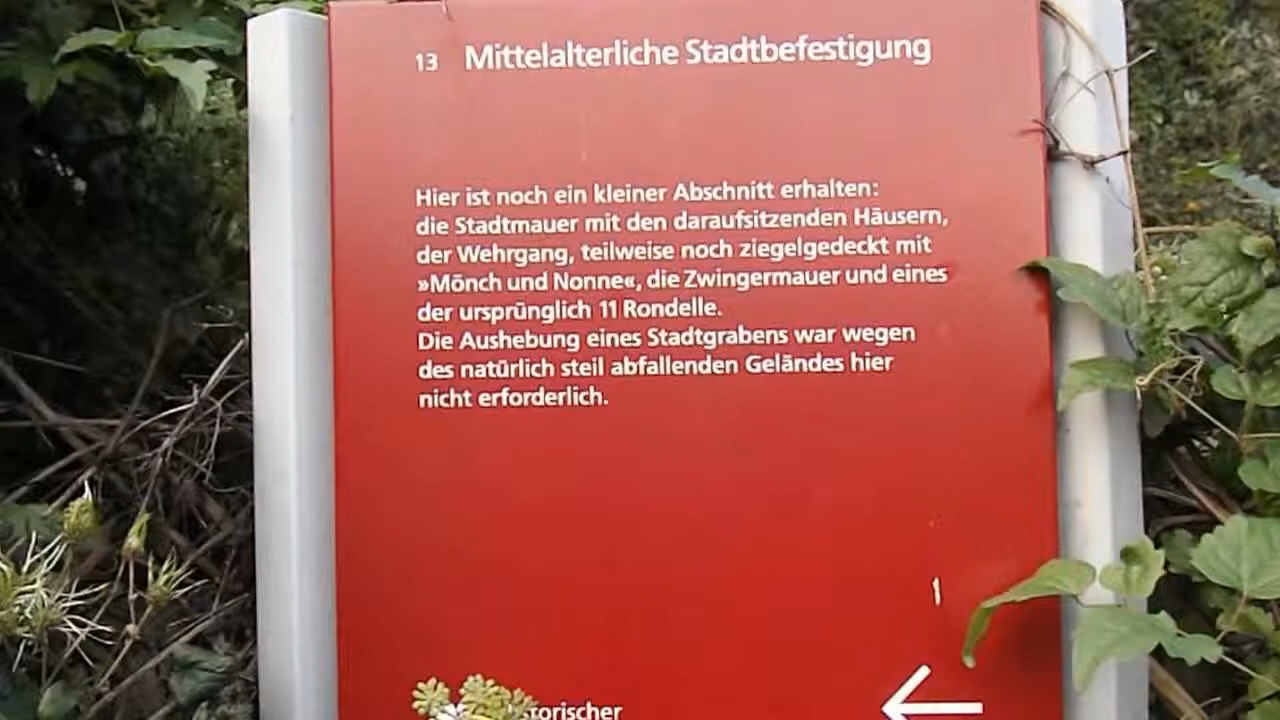 13 Mittelalterliche Stadtbefestigung
Hier ist noch ein kleiner Abschnitt erhalten:
die Stadtmauer mit den daraufsitzenden Häusern,
der Wehrgang, teilweise noch ziegelgedeckt mit
»Mönch und Nonne«, die Zwingermauer und eines
der ursprünglich 11 Rondelle.
Die Aushebung eines Stadtgrabens war wegen
des natürlich steil abfallenden Geländes hier
nicht erforderlich.